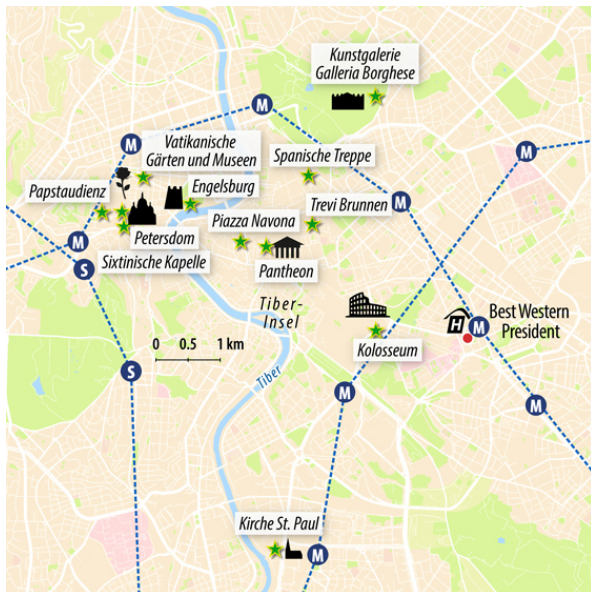 Kunstgalerie
Galleria Borghese
M
M
Vatikanische
Gärten und Museen
Spanische Treppe
M
Papstaudienz
Engelsburg
Trevi Brunnen
M
Piazza Navona
Petersdom
M
Sixtinische Kapelle
Pantheon
S
Tiber-
Insel
H
Best Western
President
M
0 0.5 1 km
Kolosseum
Tiber
S
M
M
Kirche St. Paul
M